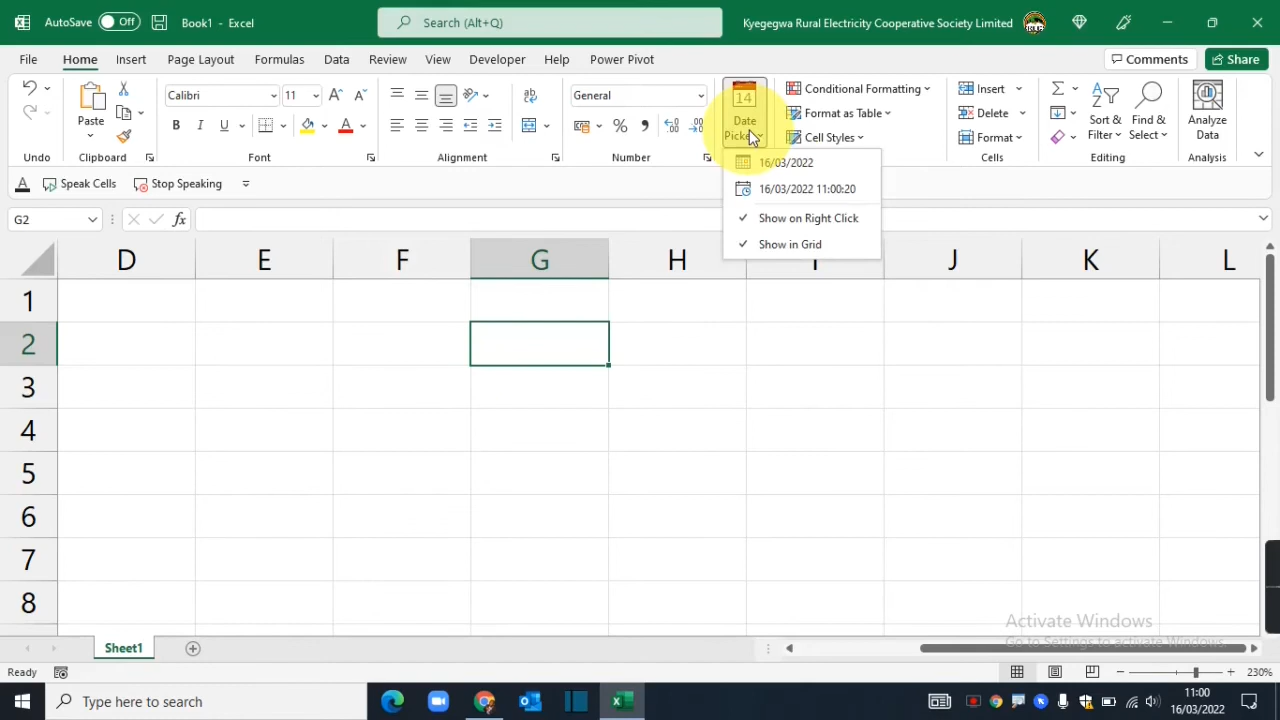 AutoSave Off Book1 - Excel Search (Alt+Q) Kyegegwa Rural Electricity Cooperative Society Limited
File Home Insert Page Layout Formulas Data Review View Developer Help Power Pivot Comments Share
Calibri 11 General 14 Conditional Formatting Insert Σ
Paste Date Picker Format as Table Delete Sort & Filter Find & Select Analyze Data
B I U % , Cell Styles Format
Undo Clipboard Font Alignment Number Cells Editing Analysis
16/03/2022
Speak Cells Stop Speaking 16/03/2022 11:00:20
G2 fx Show on Right Click
Show in Grid
D E F G H I J K L
1
2
3
4
5
6
7
8
Activate Windows
Go to Settings to activate Windows.
Sheet1
Ready 230%
Type here to search 11:00
16/03/2022